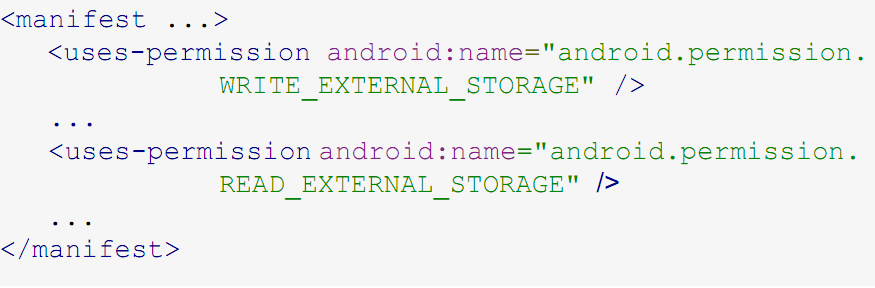 <manifest ...>
<uses-permission android:name="android.permission.
WRITE_EXTERNAL_STORAGE" />
...
<uses-permission android:name="android.permission.
READ_EXTERNAL_STORAGE" />
...
</manifest>